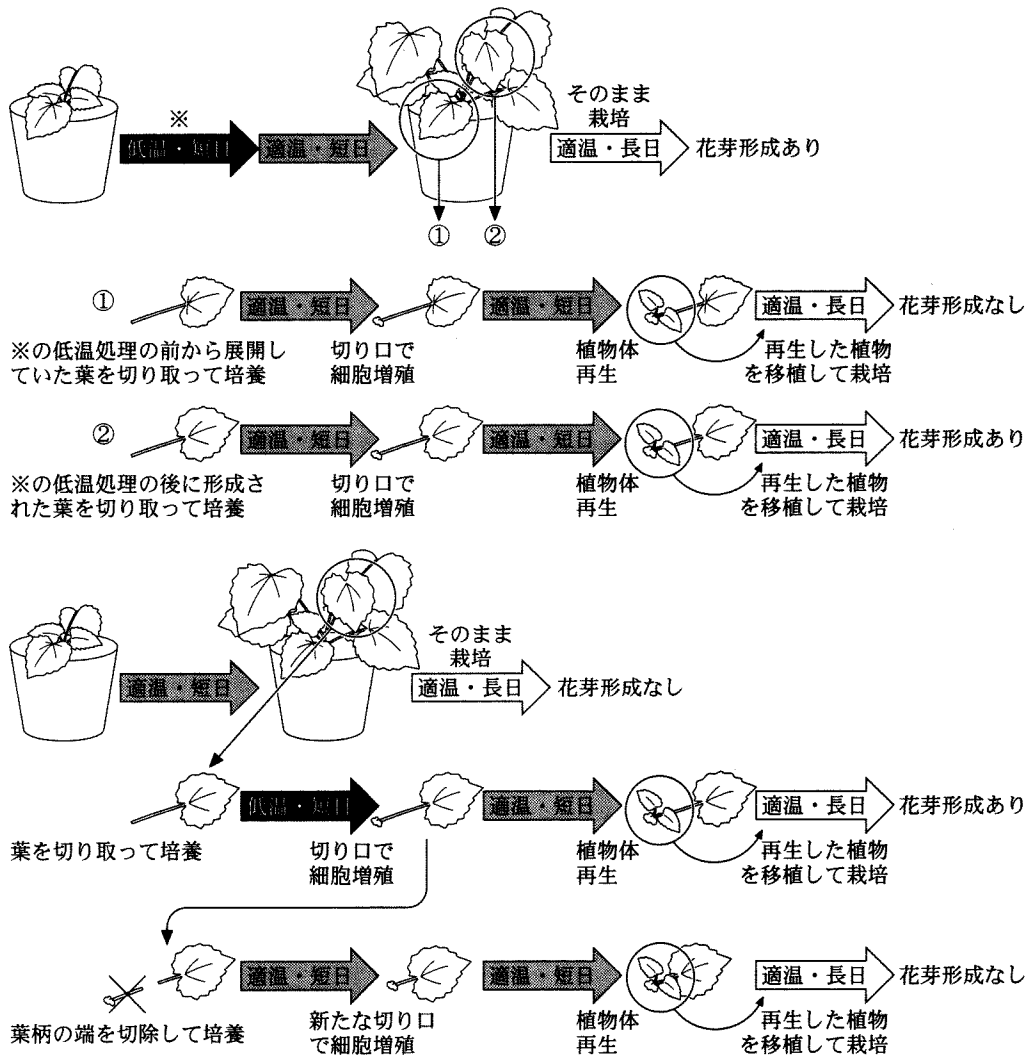 ※
低温・短日
適温・短日
そのまま
栽培
適温・長日
花芽形成あり
①
②
①
適温・短日
適温・短日
適温・長日
花芽形成なし
※の低温処理の前から展開し
ていた葉を切り取って培養
切り口で
細胞増殖
植物体
再生
再生した植物
を移植して栽培
②
適温・短日
適温・短日
適温・長日
花芽形成あり
※の低温処理の後に形成さ
れた葉を切り取って培養
切り口で
細胞増殖
植物体
再生
再生した植物
を移植して栽培
適温・短日
そのまま
栽培
適温・長日
花芽形成なし
低温・短日
適温・短日
適温・長日
花芽形成あり
葉を切り取って培養
切り口で
細胞増殖
植物体
再生
再生した植物
を移植して栽培
適温・短日
適温・短日
適温・長日
花芽形成なし
葉柄の端を切除して培養
新たな切り口
で細胞増殖
植物体
再生
再生した植物
を移植して栽培